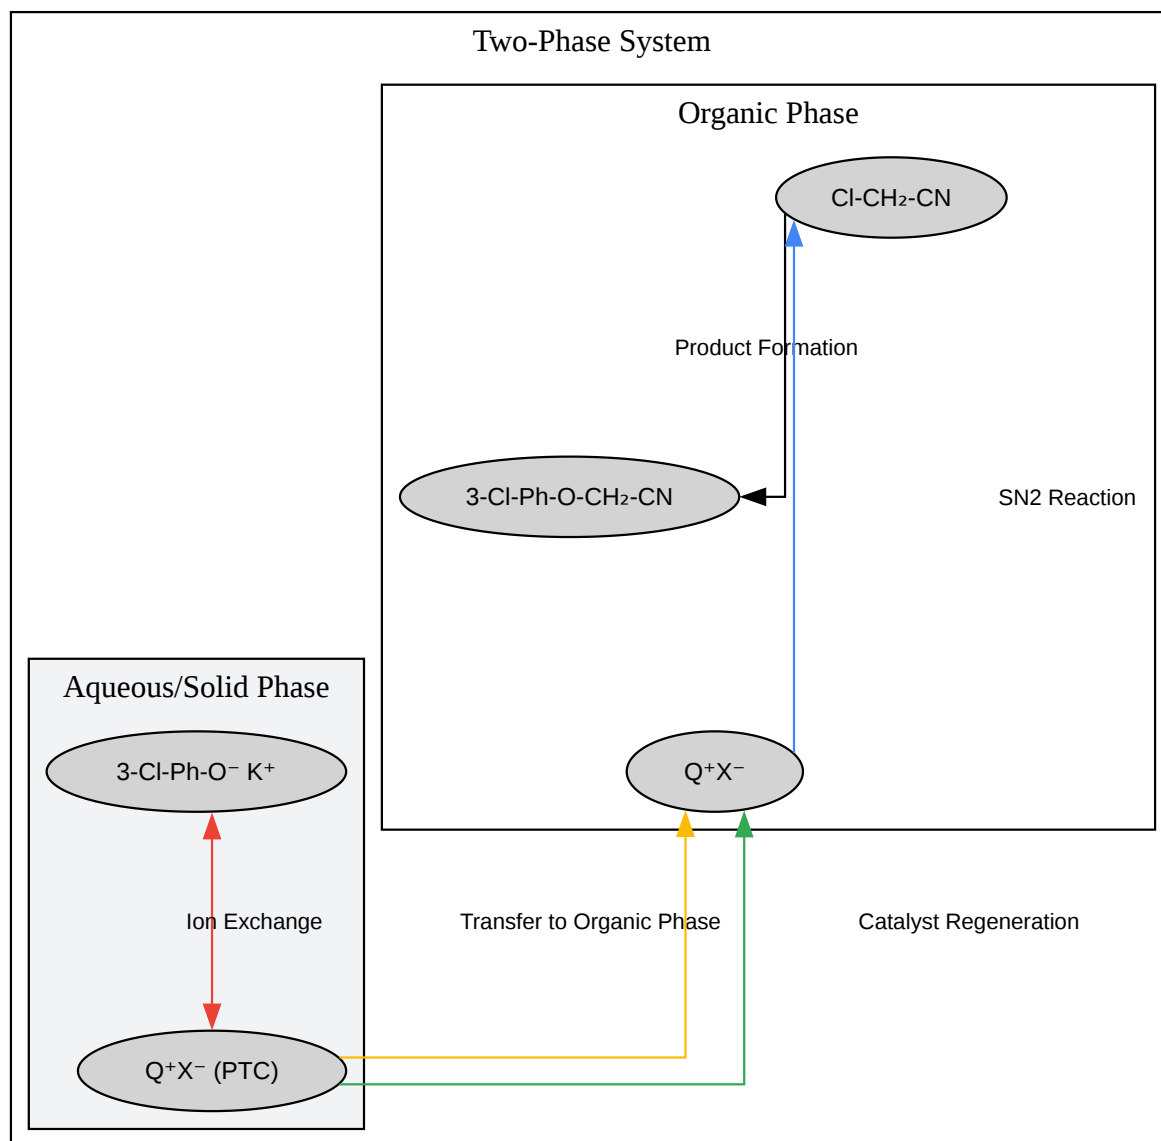 Two-Phase System
Organic Phase
Cl-CH₂-CN
Product Formation
3-Cl-Ph-O-CH₂-CN
SN2 Reaction
Aqueous/Solid Phase
3-Cl-Ph-O⁻ K⁺
Q⁺X⁻
Ion Exchange
Transfer to Organic Phase
Catalyst Regeneration
Q⁺X⁻ (PTC)